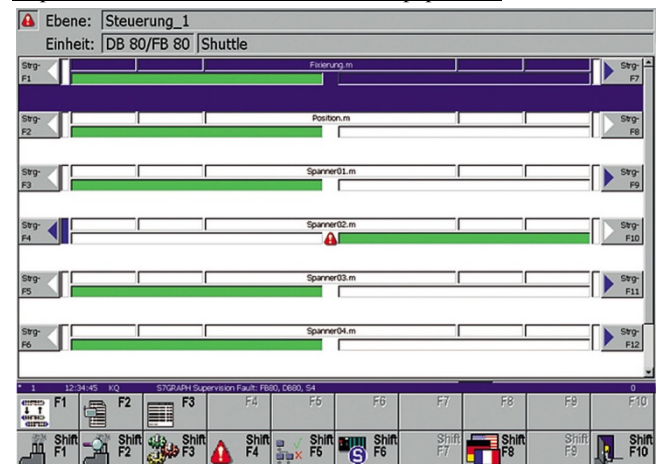 Ebene: Steuerung_1
Einheit: DB 80/FB 80 Shuttle
Strg- F1 Fixierung.m Strg- F7
Strg- F2 Position.m Strg- F8
Strg- F3 Spanner01.m Strg- F9
Strg- F4 Spanner02.m Strg- F10
Strg- F5 Spanner03.m Strg- F11
Strg- F6 Spanner04.m Strg- F12
* 1 12:34:45 KQ S7GRAPH Supervision Fault: FB80, DB80, S4 0
F1 F2 F3 F4 F5 F6 F7 F8 F9 F10
Shift F1 Shift F2 Shift F3 Shift F4 Shift F5 S Shift F6 Shift F7 Shift F8 Shift F9 Shift F10